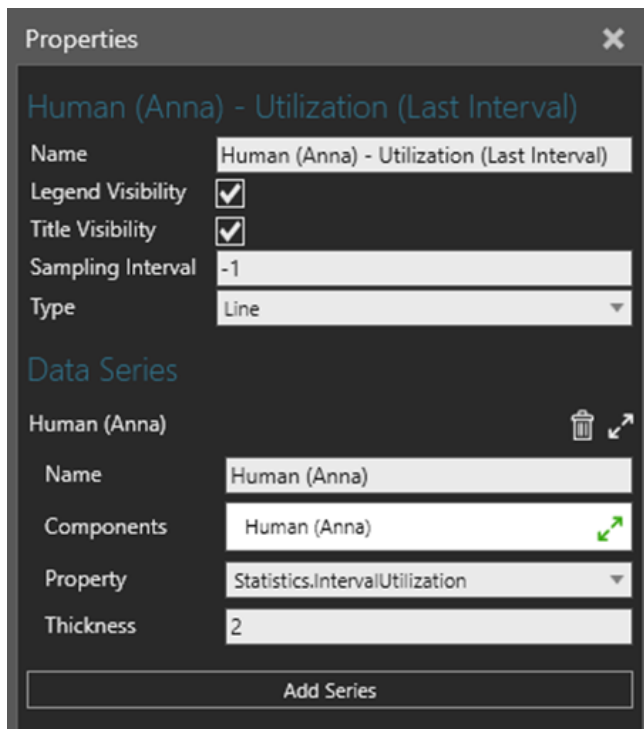 Properties
Human (Anna) - Utilization (Last Interval)
Name Human (Anna) - Utilization (Last Interval)
Legend Visibility
Title Visibility
Sampling Interval -1
Type Line
Data Series
Human (Anna)
Name Human (Anna)
Components Human (Anna)
Property Statistics.IntervalUtilization
Thickness 2
Add Series